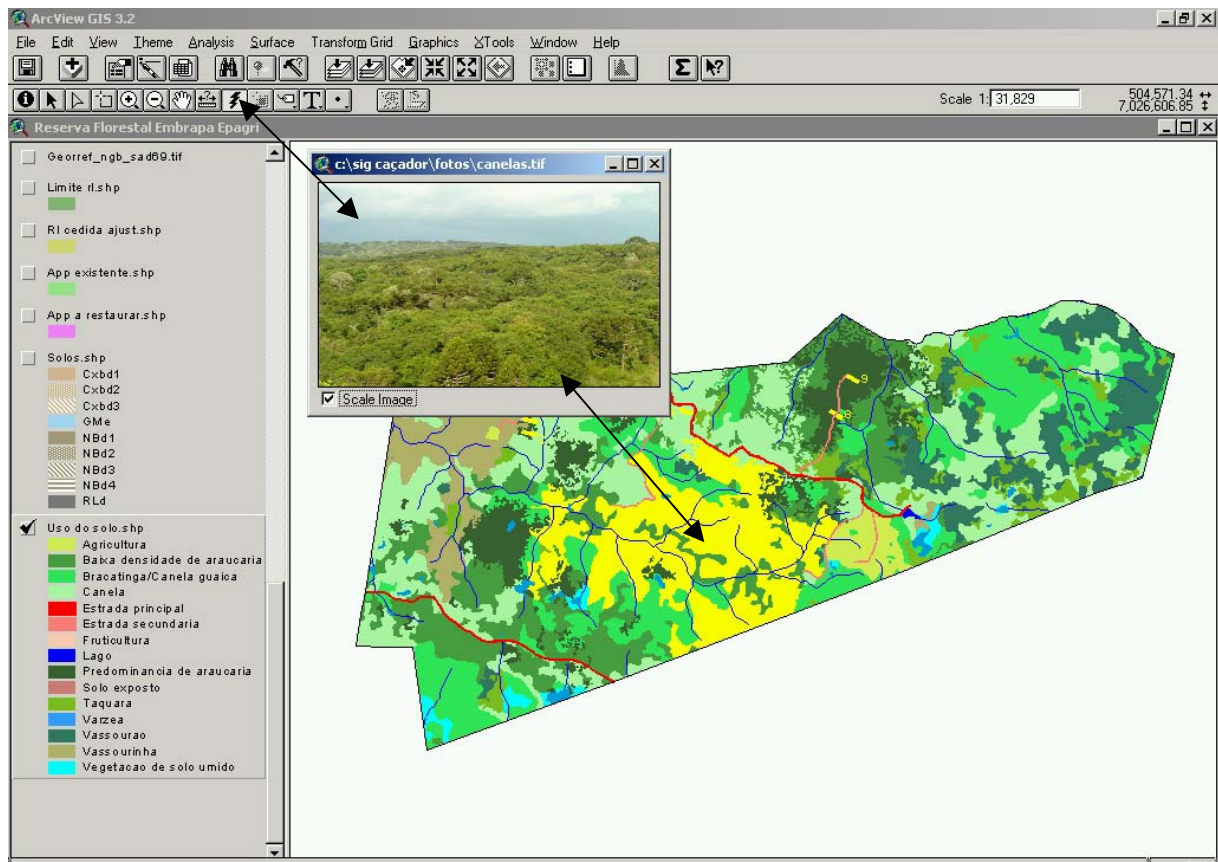 ArcView GIS 3.2
File Edit View Theme Analysis Surface Transform Grid Graphics XTools Window Help
Scale 1: 31,829
504,571.34
7,026,606.85
Reserva Florestal Embrapa Epagri
Georref_ngb_sad69.tif
Limite rl.shp
Rl cedida ajust.shp
App existente.shp
App a restaurar.shp
Solos.shp
Cxbd1
Cxbd2
Cxbd3
GMe
NBd1
NBd2
NBd3
NBd4
RLd
Uso do solo.shp
Agricultura
Baixa densidade de araucaria
Bracatinga/Canela guaica
Canela
Estrada principal
Estrada secundaria
Fruticultura
Lago
Predominancia de araucaria
Solo exposto
Taquara
Varzea
Vassourao
Vassourinha
Vegetacao de solo umido
c:\sig caçador\fotos\canelas.tif
Scale Image
9
8